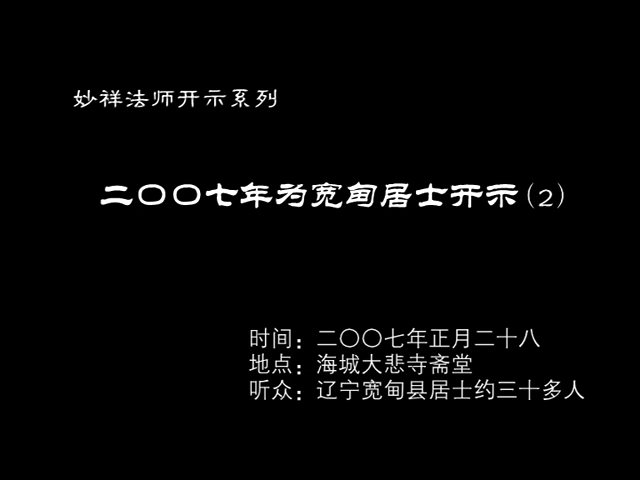 妙祥法师开示系列
二〇〇七年为宽甸居士开示(2)
时间：二〇〇七年正月二十八
地点：海城大悲寺斋堂
听众：辽宁宽甸县居士约三十多人